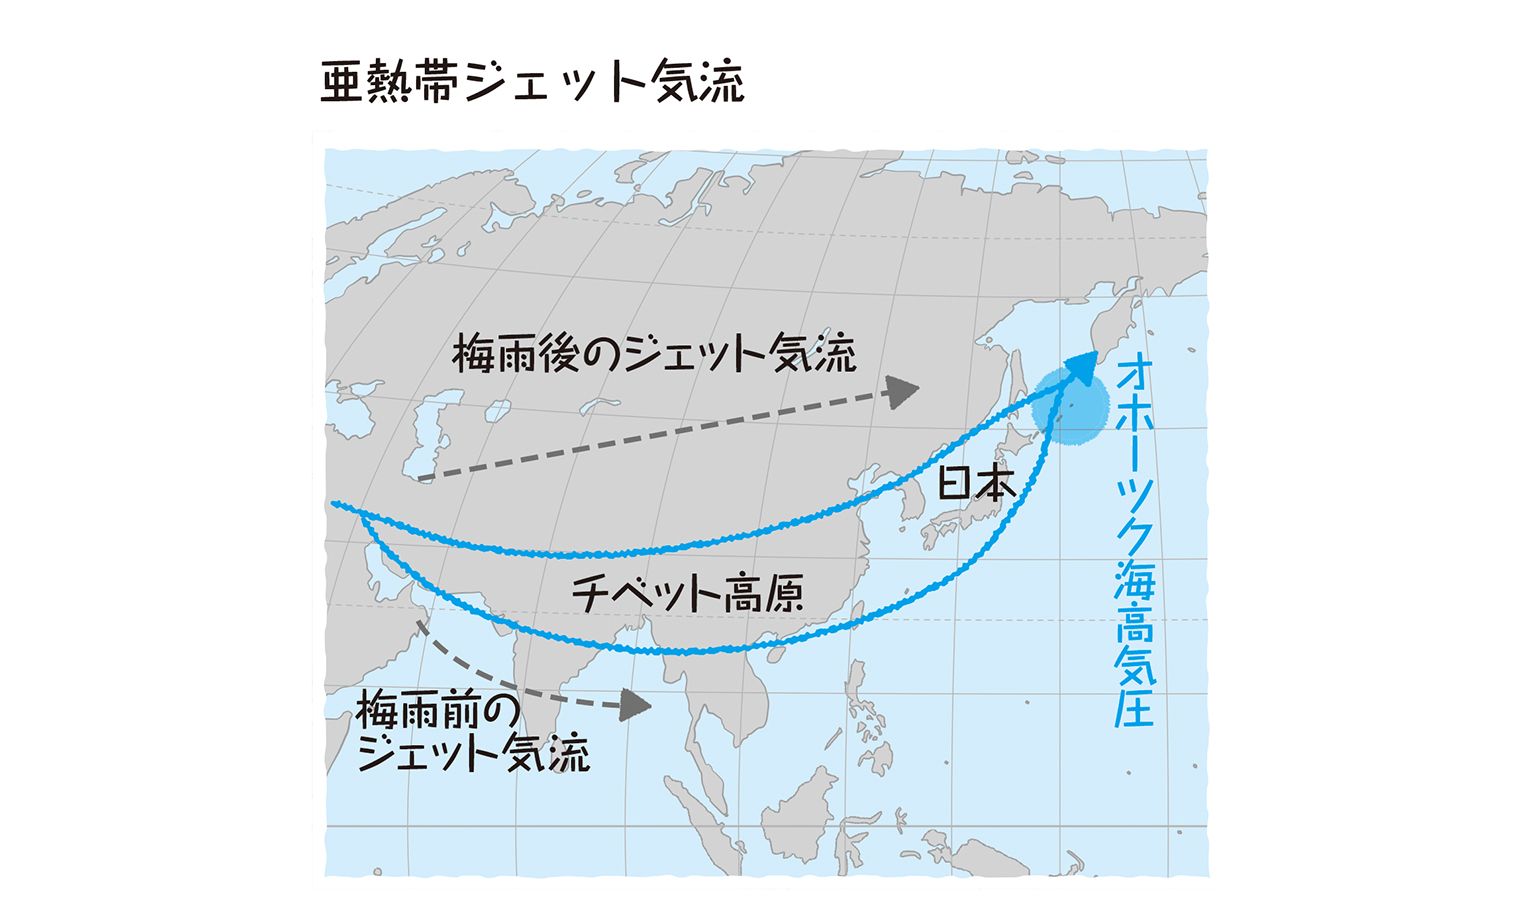 亜熱帯ジェット気流
梅雨後のジェット気流
オホーツク海高気圧
日本
チベット高原
梅雨前の
ジェット気流